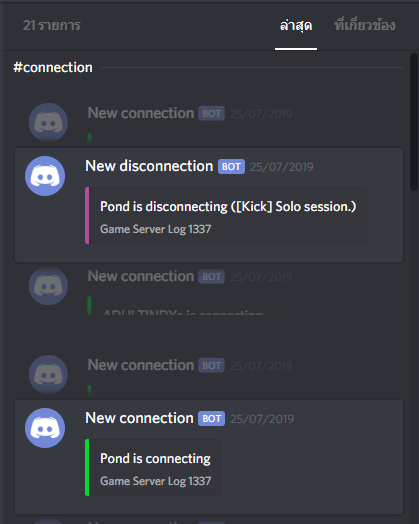 21 รายการ ล่าสุด ที่เกี่ยวข้อง
#connection
New connection BOT 25/07/2019
New disconnection BOT 25/07/2019
Pond is disconnecting ([Kick] Solo session.)
Game Server Log 1337
New connection BOT 25/07/2019
is connecting
New connection BOT 25/07/2019
New connection BOT 25/07/2019
Pond is connecting
Game Server Log 1337